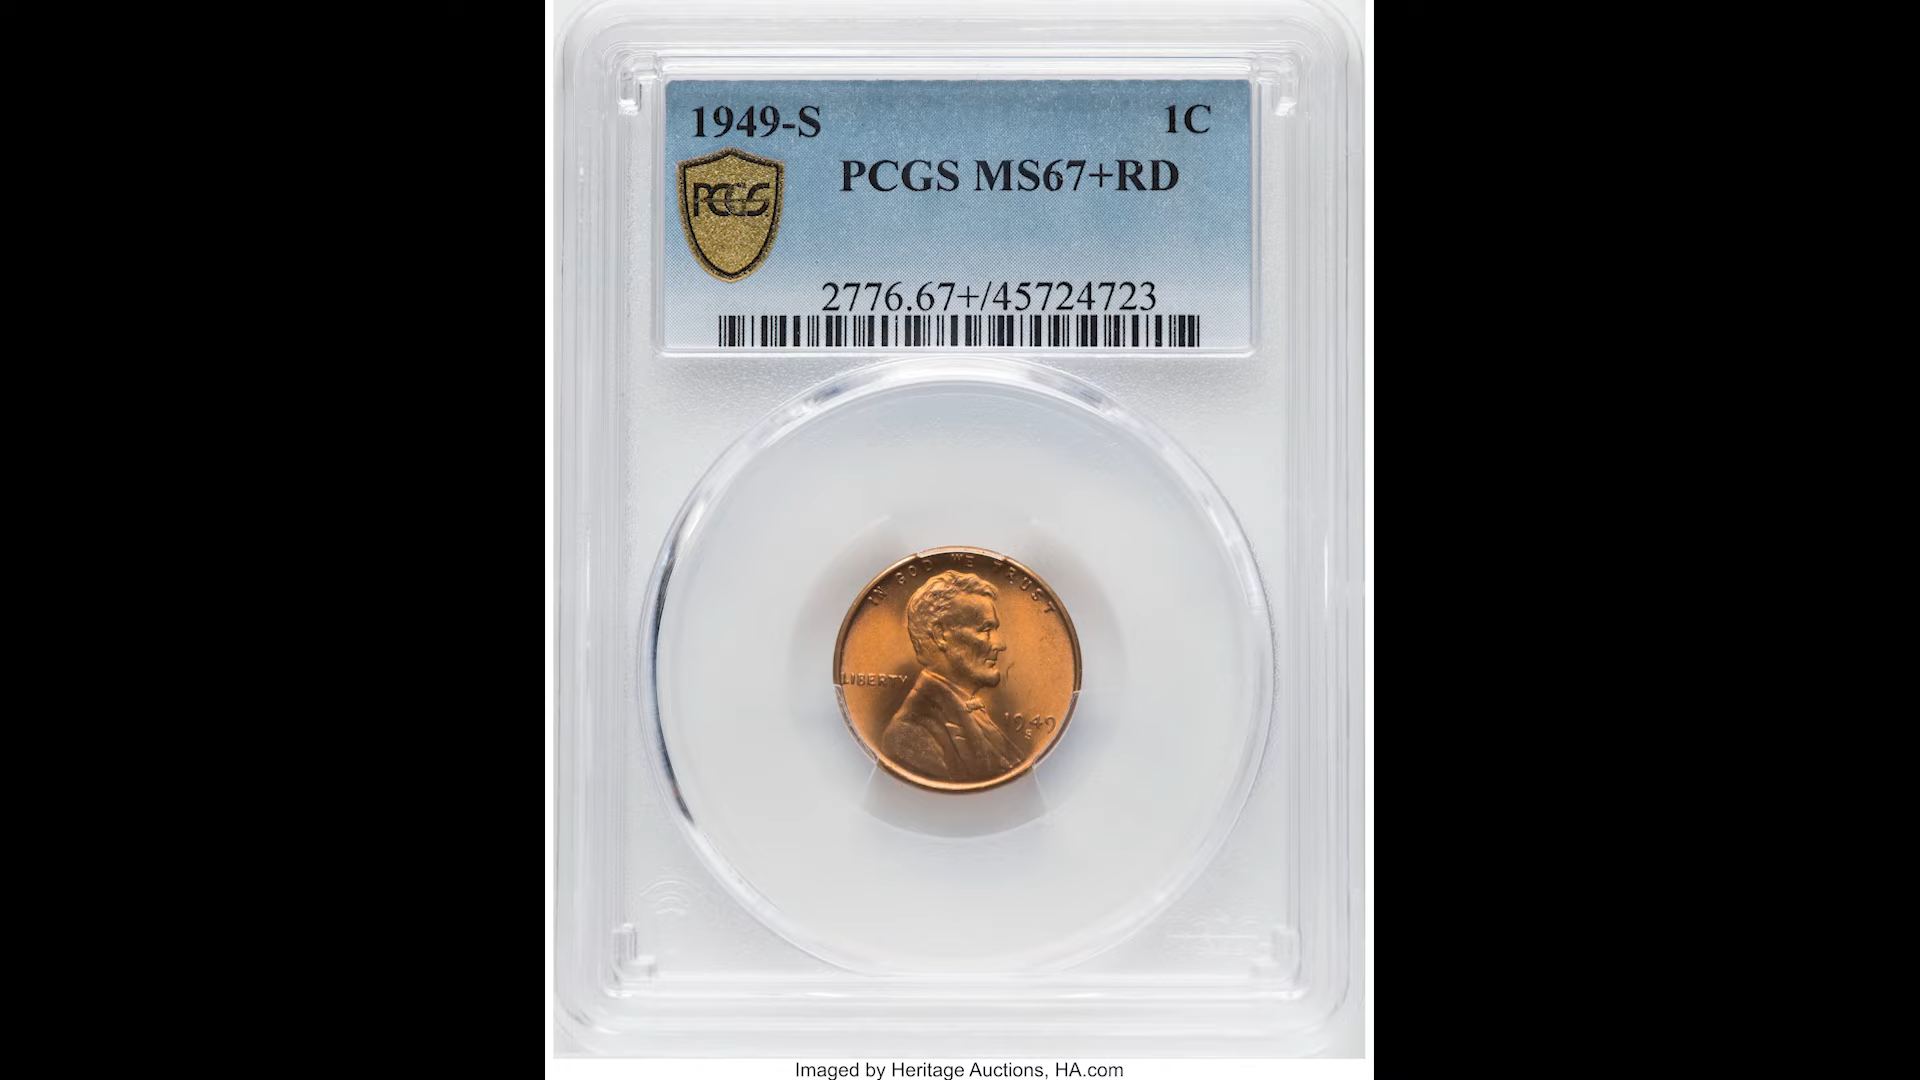 1949-S 1C
PCGS MS67+RD
PCGS
2776.67+/45724723
IN GOD WE TRUST
LIBERTY
1949
S
Imaged by Heritage Auctions, HA.com